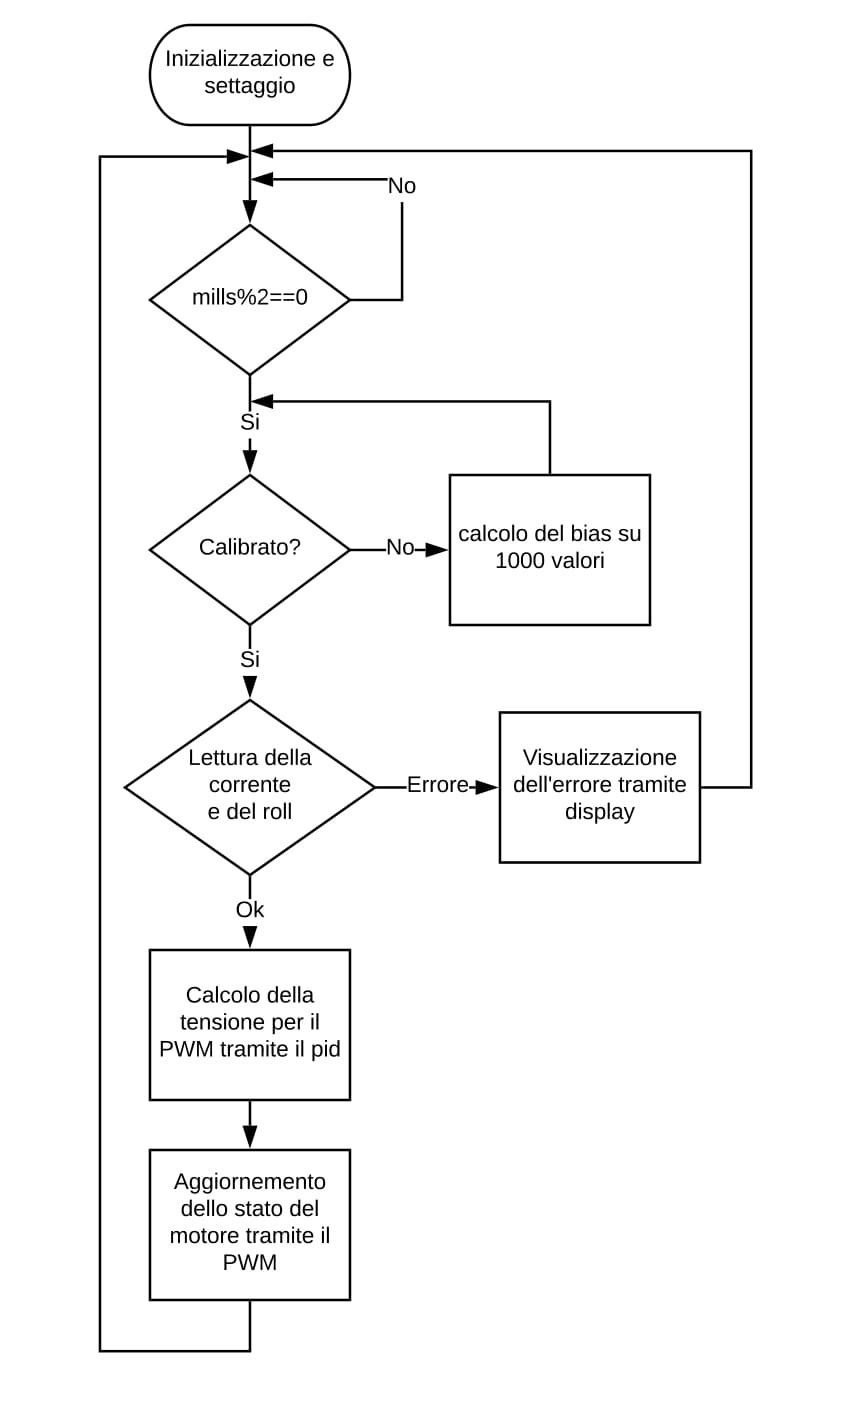 Inizializzazione e
settaggio
No
mills%2==0
Si
Calibrato?
No
calcolo del bias su
1000 valori
Si
Lettura della
corrente
e del roll
Errore
Visualizzazione
dell'errore tramite
display
Ok
Calcolo della
tensione per il
PWM tramite il pid
Aggiornemento
dello stato del
motore tramite il
PWM